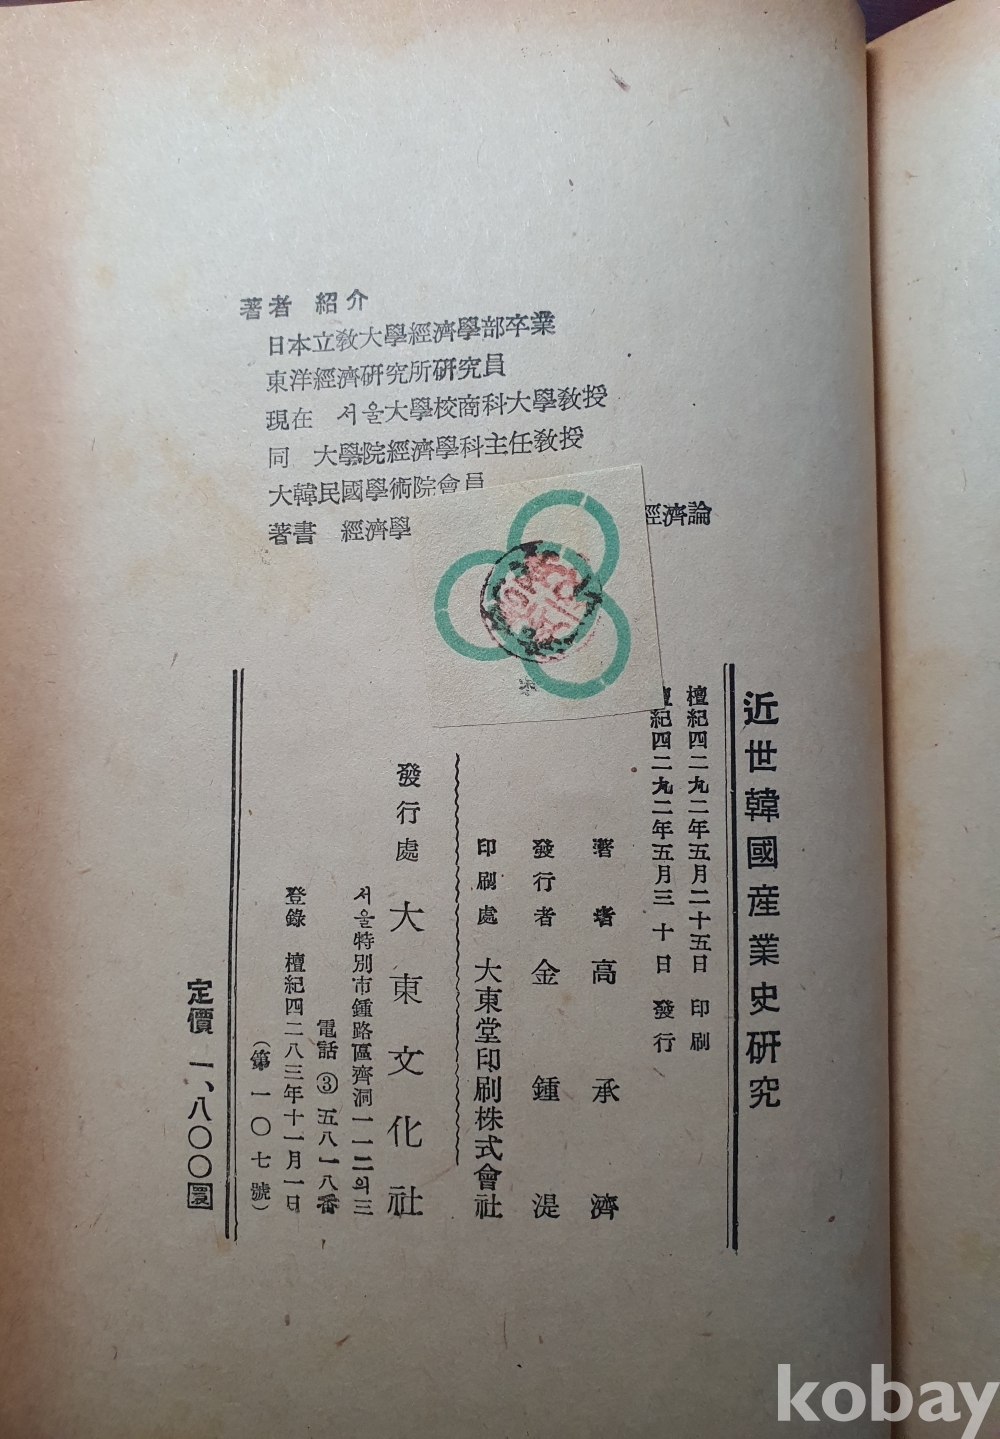 著者 紹介
日本立敎大學經濟學部卒業
東洋經濟硏究所硏究員
現在 서울大學校商科大學敎授
同 大學院經濟學科主任敎授
大韓民國學術院會員
著書 經濟學 經濟論
近世韓國産業史研究
檀紀四二九二年五月二十五日 印刷
檀紀四二九二年五月三十日 發行
著者 高承濟
發行者 金鍾湜
印刷處 大東堂印刷株式會社
發行處 大東文化社
서울特別市鍾路區齊洞一一二의三
電話③五八一八番
登錄 檀紀四二八三年十一月一日
(第一〇七號)
定價 一、八〇〇圜
kobay